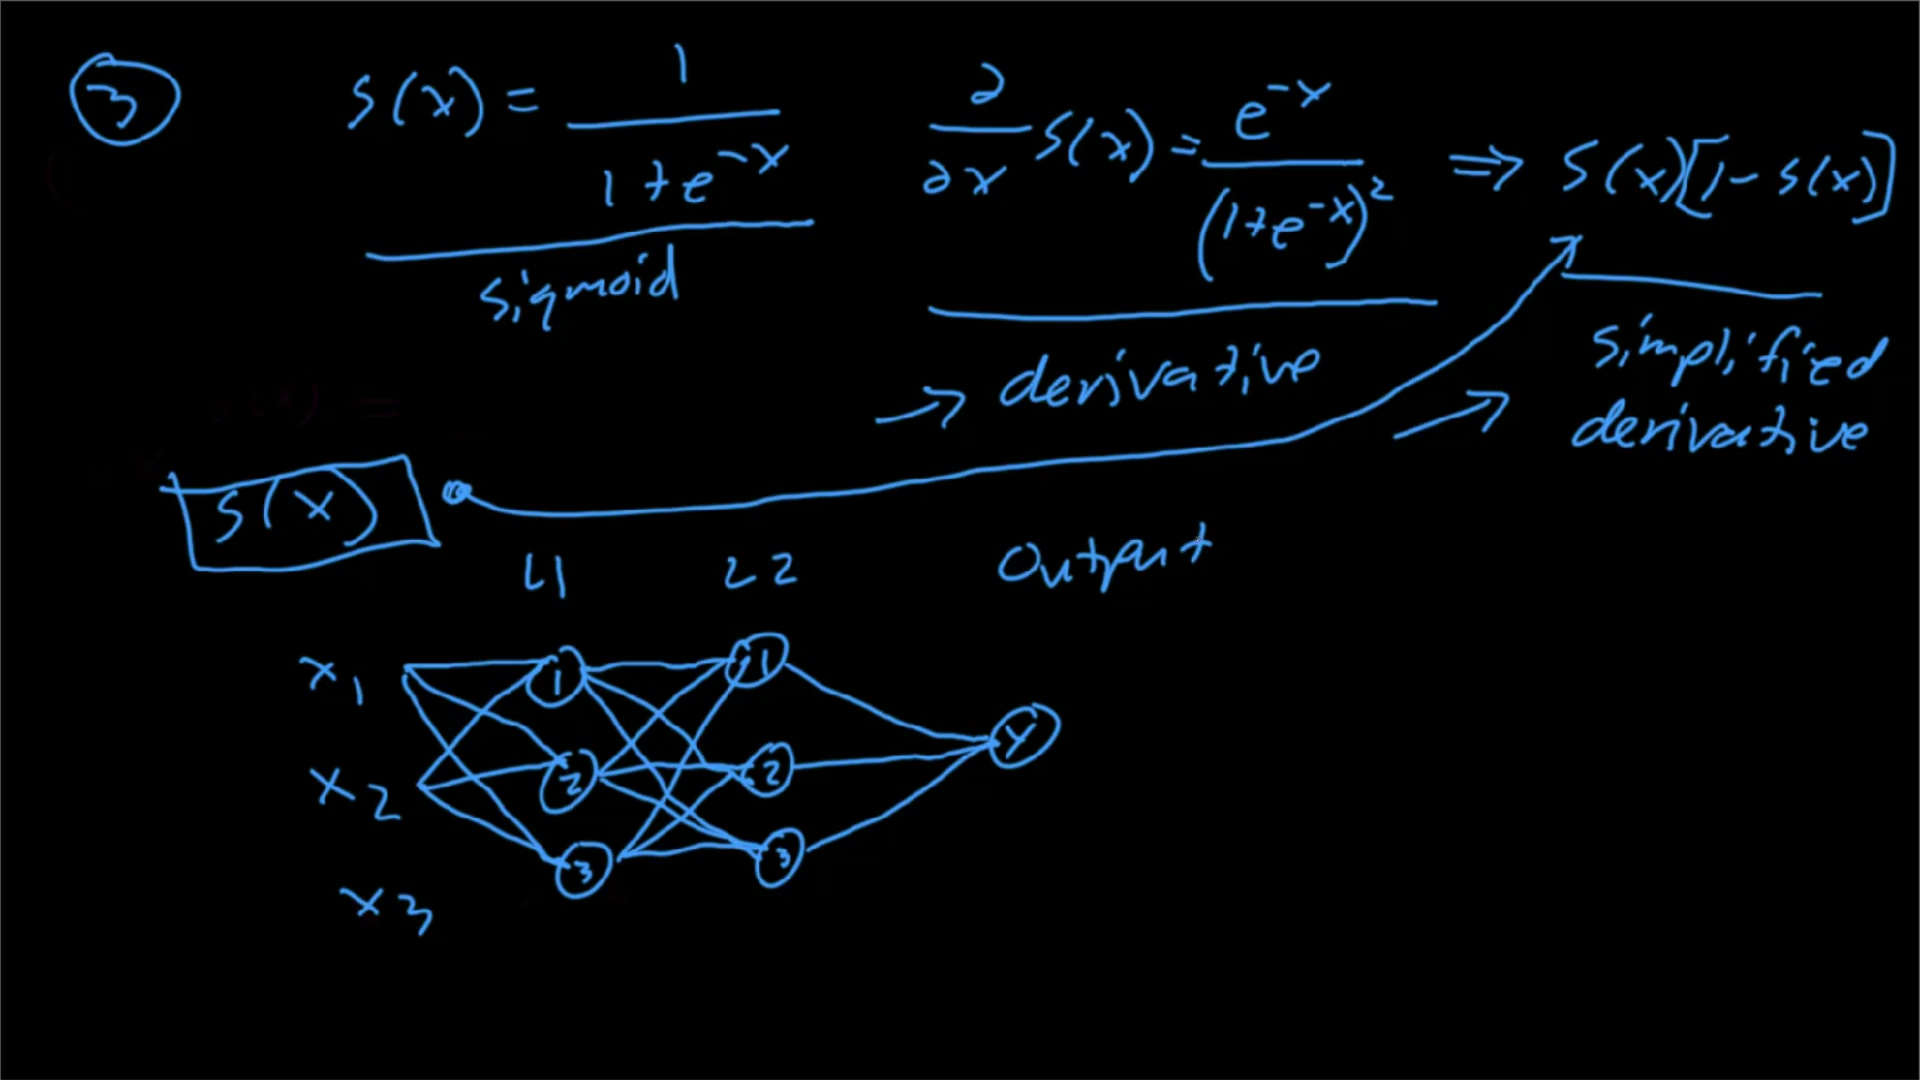 3
S(x) = 1 / (1+e^-x)
∂/∂x S(x) = e^-x / (1+e^-x)^2 ⇒ S(x)[1-s(x)]
sigmoid
→ derivative
→ simplified
derivative
S(x)
L1 L2 Output
x1 1 1
x2 2 2 Y
x3 3 3